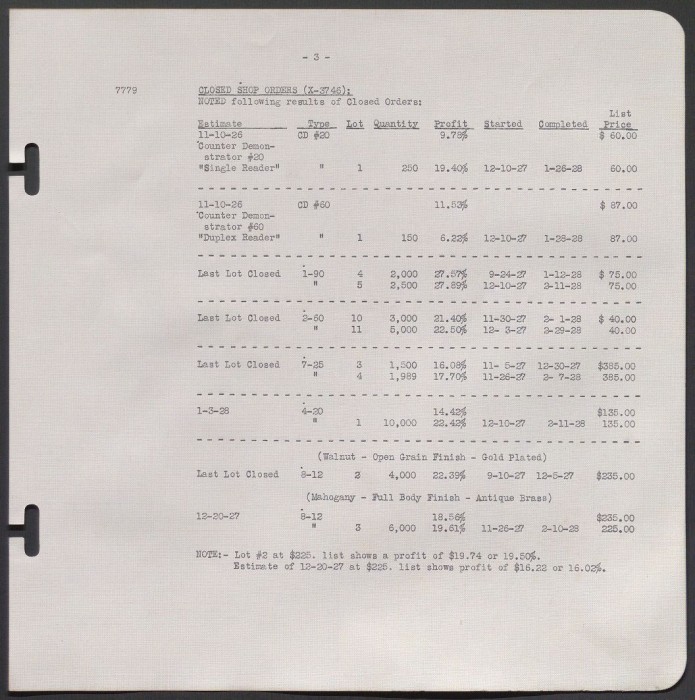 - 3 -
7779 CLOSED SHOP ORDERS (X-3746):
NOTED following results of Closed Orders:
List
Estimate Type Lot Quantity Profit Started Completed Price
11-10-26 CD #20 9.78% $ 60.00
"Counter Demon-
strator #20
"Single Reader" " 1 250 19.40% 12-10-27 1-26-28 60.00
11-10-26 CD #60 11.53% $ 87.00
"Counter Demon-
strator #60
"Duplex Reader" " 1 150 6.22% 12-10-27 1-28-28 87.00
Last Lot Closed 1-90 4 2,000 27.57% 9-24-27 1-12-28 $ 75.00
" 5 2,500 27.89% 12-10-27 2-11-28 75.00
Last Lot Closed 2-60 10 3,000 21.40% 11-30-27 2- 1-28 $ 40.00
" 11 5,000 22.50% 12- 3-27 2-29-28 40.00
Last Lot Closed 7-25 3 1,500 16.08% 11- 5-27 12-30-27 $385.00
" 4 1,989 17.70% 11-26-27 2- 7-28 385.00
1-3-28 4-20 14.42% $135.00
" 1 10,000 22.42% 12-10-27 2-11-28 135.00
(Walnut - Open Grain Finish - Gold Plated)
Last Lot Closed 8-12 2 4,000 22.39% 9-10-27 12-5-27 $235.00
(Mahogany - Full Body Finish - Antique Brass)
12-20-27 8-12 18.56% $235.00
" 3 6,000 19.61% 11-26-27 2-10-28 225.00
NOTE:- Lot #2 at $225. list shows a profit of $19.74 or 19.50%.
Estimate of 12-20-27 at $225. list shows profit of $16.22 or 16.02%.